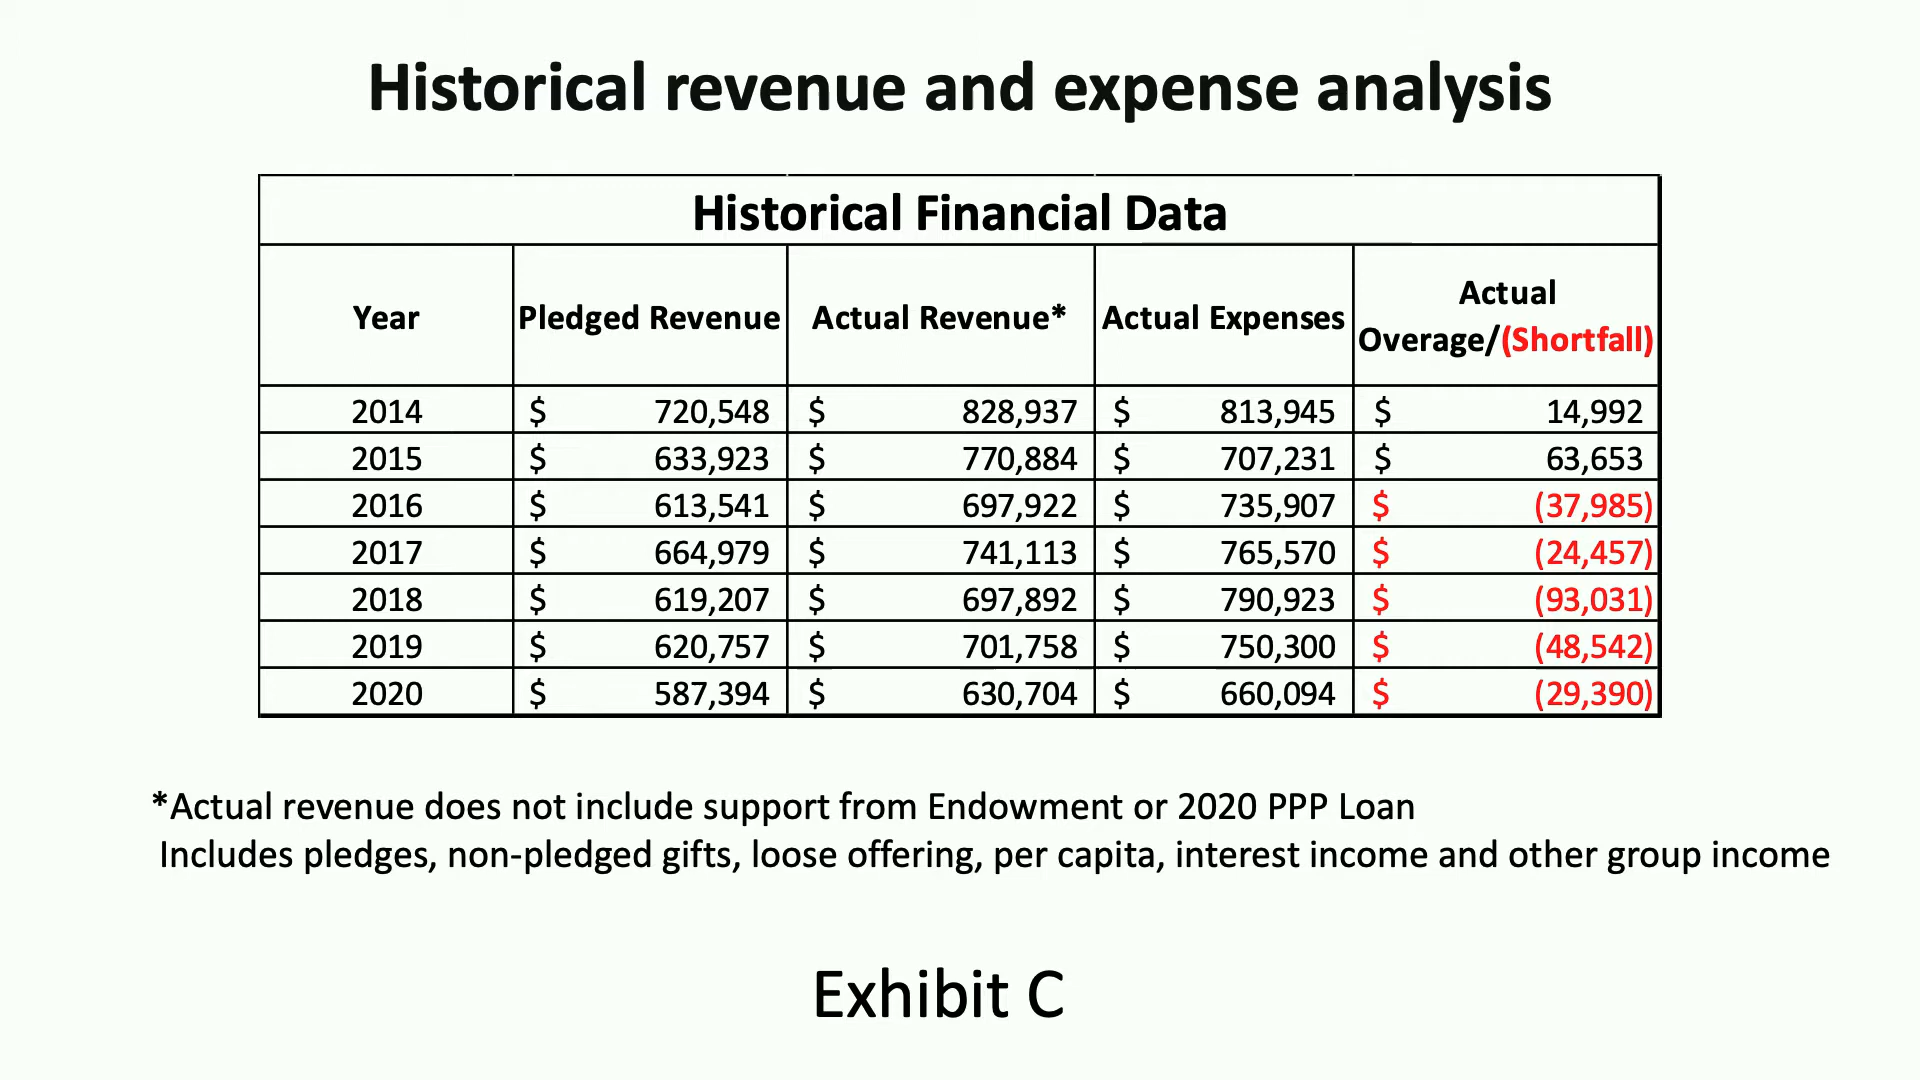 Historical revenue and expense analysis
Historical Financial Data
Year Pledged Revenue Actual Revenue* Actual Expenses Actual Overage/(Shortfall)
2014 $ 720,548 $ 828,937 $ 813,945 $ 14,992
2015 $ 633,923 $ 770,884 $ 707,231 $ 63,653
2016 $ 613,541 $ 697,922 $ 735,907 $ (37,985)
2017 $ 664,979 $ 741,113 $ 765,570 $ (24,457)
2018 $ 619,207 $ 697,892 $ 790,923 $ (93,031)
2019 $ 620,757 $ 701,758 $ 750,300 $ (48,542)
2020 $ 587,394 $ 630,704 $ 660,094 $ (29,390)
*Actual revenue does not include support from Endowment or 2020 PPP Loan
Includes pledges, non-pledged gifts, loose offering, per capita, interest income and other group income
Exhibit C